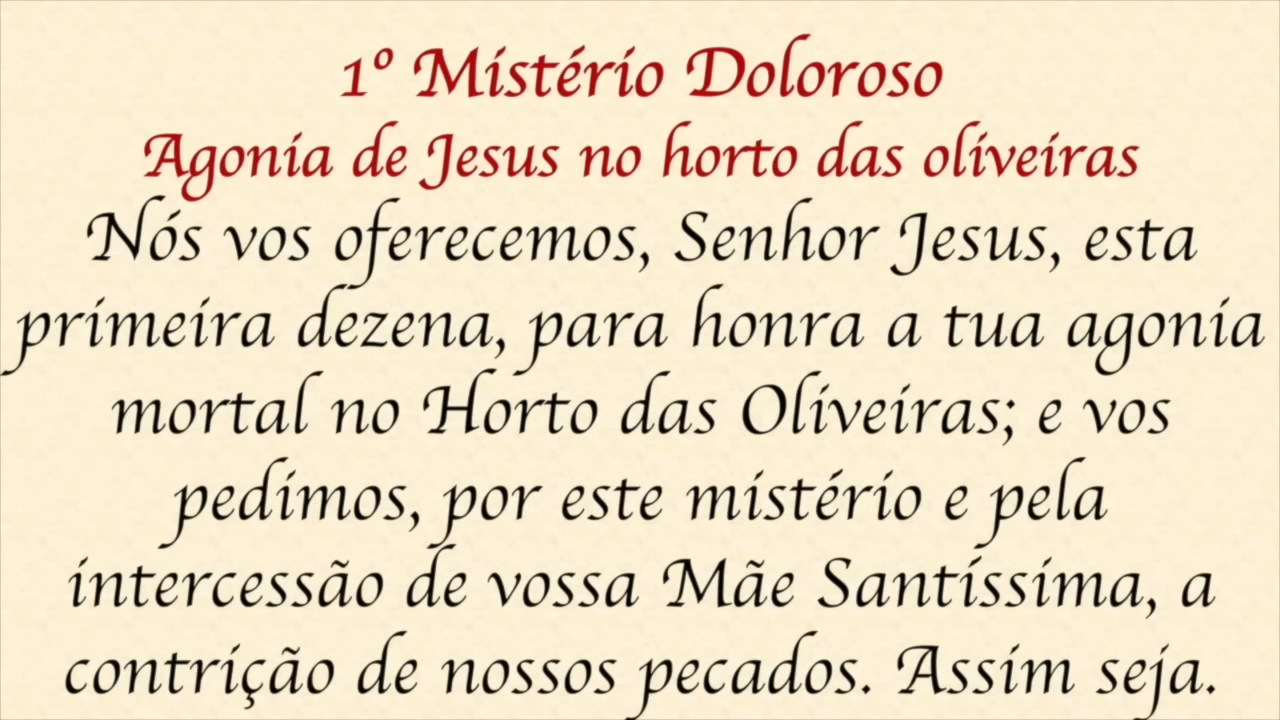 1º Mistério Doloroso
Agonia de Jesus no horto das oliveiras
Nós vos oferecemos, Senhor Jesus, esta
primeira dezena, para honra a tua agonia
mortal no Horto das Oliveiras; e vos
pedimos, por este mistério e pela
intercessão de vossa Mãe Santíssima, a
contrição de nossos pecados. Assim seja.